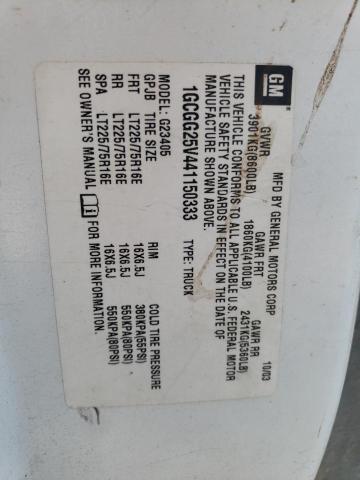 GM
MFD BY GENERAL MOTORS CORP
10/03
GVWR GAWR FRT GAWR RR
3901KG(8600LB) 1860KG(4100LB) 2431KG(5360LB)
THIS VEHICLE CONFORMS TO ALL APPLICABLE U.S. FEDERAL MOTOR
VEHICLE SAFETY STANDARDS IN EFFECT ON THE DATE OF
MANUFACTURE SHOWN ABOVE.
1GCGG25V441150333 TYPE: TRUCK
MODEL: G23405
GPJB TIRE SIZE RIM COLD TIRE PRESSURE
FRT LT225/75R16E 16X6.5J 380KPA(55PSI)
RR LT225/75R16E 16X6.5J 550KPA(80PSI)
SPA LT225/75R16E 16X6.5J 550KPA(80PSI)
SEE OWNER'S MANUAL FOR MORE INFORMATION.